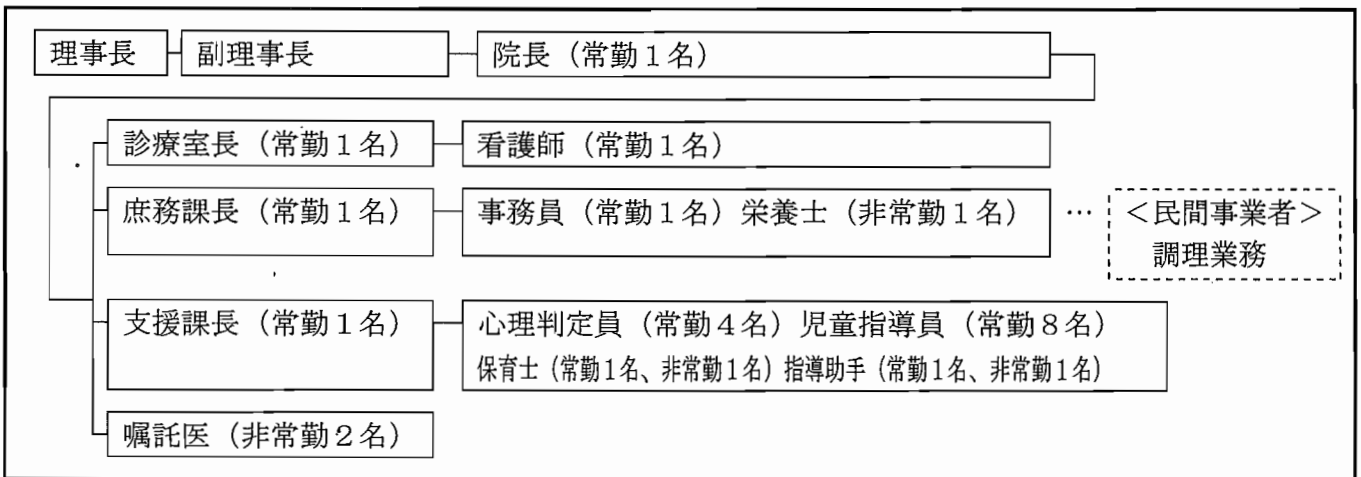 理事長 副理事長 院長（常勤１名）
診療室長（常勤１名） 看護師（常勤１名）
庶務課長（常勤１名） 事務員（常勤１名）栄養士（非常勤１名） … ＜民間事業者＞
調理業務
支援課長（常勤１名） 心理判定員（常勤４名）児童指導員（常勤８名）
保育士（常勤１名、非常勤１名）指導助手（常勤１名、非常勤１名）
嘱託医（非常勤２名）